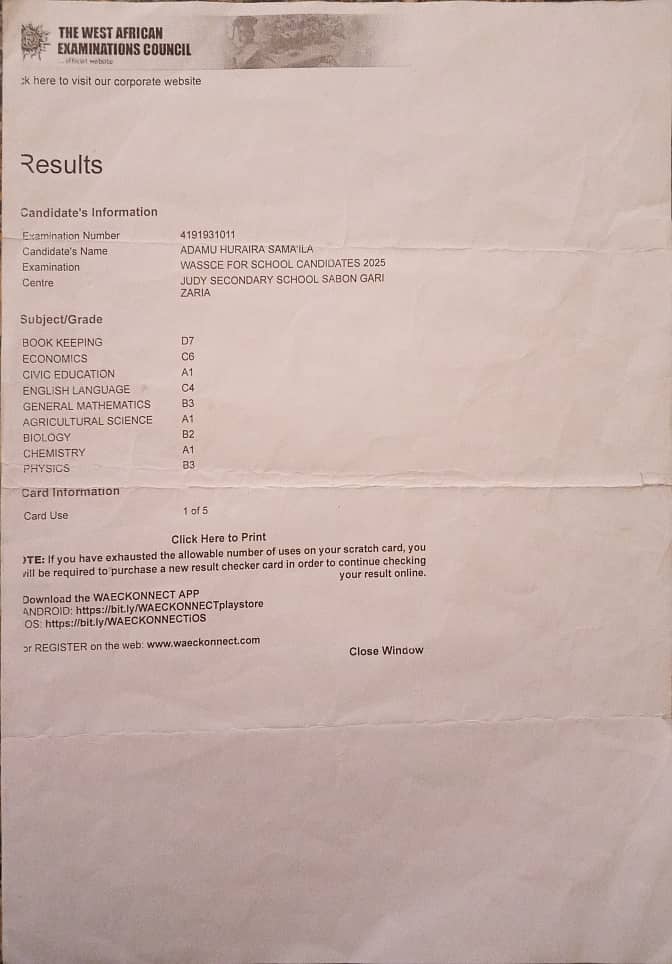 THE WEST AFRICAN
EXAMINATIONS COUNCIL
...official website
ck here to visit our corporate website
Results
Candidate's Information
Examination Number 4191931011
Candidate's Name ADAMU HURAIRA SAMA'ILA
Examination WASSCE FOR SCHOOL CANDIDATES 2025
Centre JUDY SECONDARY SCHOOL SABON GARI
ZARIA
Subject/Grade
BOOK KEEPING D7
ECONOMICS C6
CIVIC EDUCATION A1
ENGLISH LANGUAGE C4
GENERAL MATHEMATICS B3
AGRICULTURAL SCIENCE A1
BIOLOGY B2
CHEMISTRY A1
PHYSICS B3
Card Information
Card Use 1 of 5
Click Here to Print
OTE: If you have exhausted the allowable number of uses on your scratch card, you
will be required to purchase a new result checker card in order to continue checking
your result online.
Download the WAECKONNECT APP
ANDROID: https://bit.ly/WAECKONNECTplaystore
OS: https://bit.ly/WAECKONNECTiOS
or REGISTER on the web: www.waeckonnect.com
Close Window